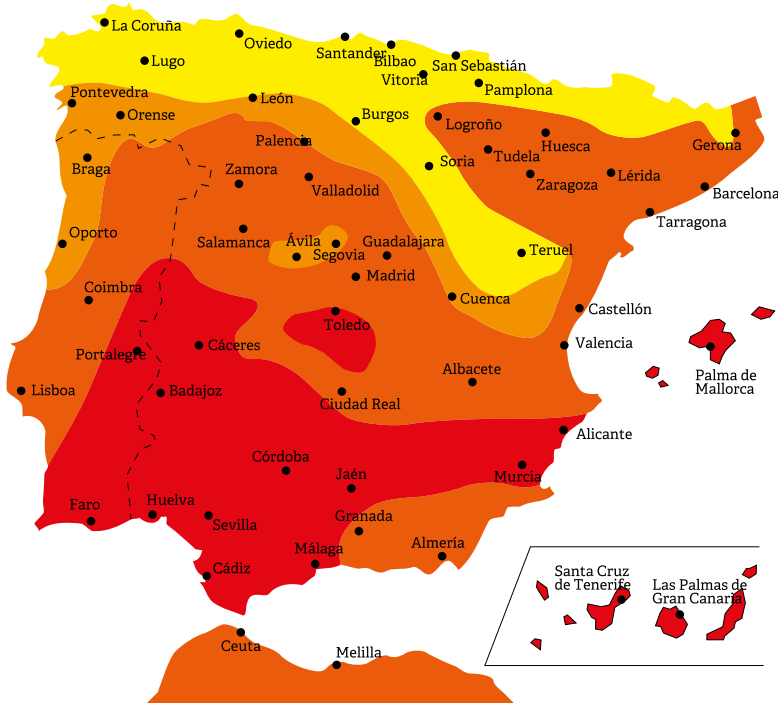 La Coruña
Oviedo
Santander
Bilbao
San Sebastián
Lugo
Vitoria
Pamplona
Pontevedra
León
Orense
Burgos
Logroño
Palencia
Huesca
Gerona
Braga
Soria
Tudela
Zamora
Valladolid
Zaragoza
Lérida
Barcelona
Tarragona
Oporto
Salamanca
Ávila
Segovia
Guadalajara
Teruel
Madrid
Coimbra
Cuenca
Castellón
Toledo
Portalegre
Cáceres
Valencia
Albacete
Palma de
Mallorca
Lisboa
Badajoz
Ciudad Real
Alicante
Córdoba
Jaén
Murcia
Faro
Huelva
Sevilla
Granada
Málaga
Almería
Cádiz
Santa Cruz
de Tenerife
Las Palmas de
Gran Canaria
Ceuta
Melilla